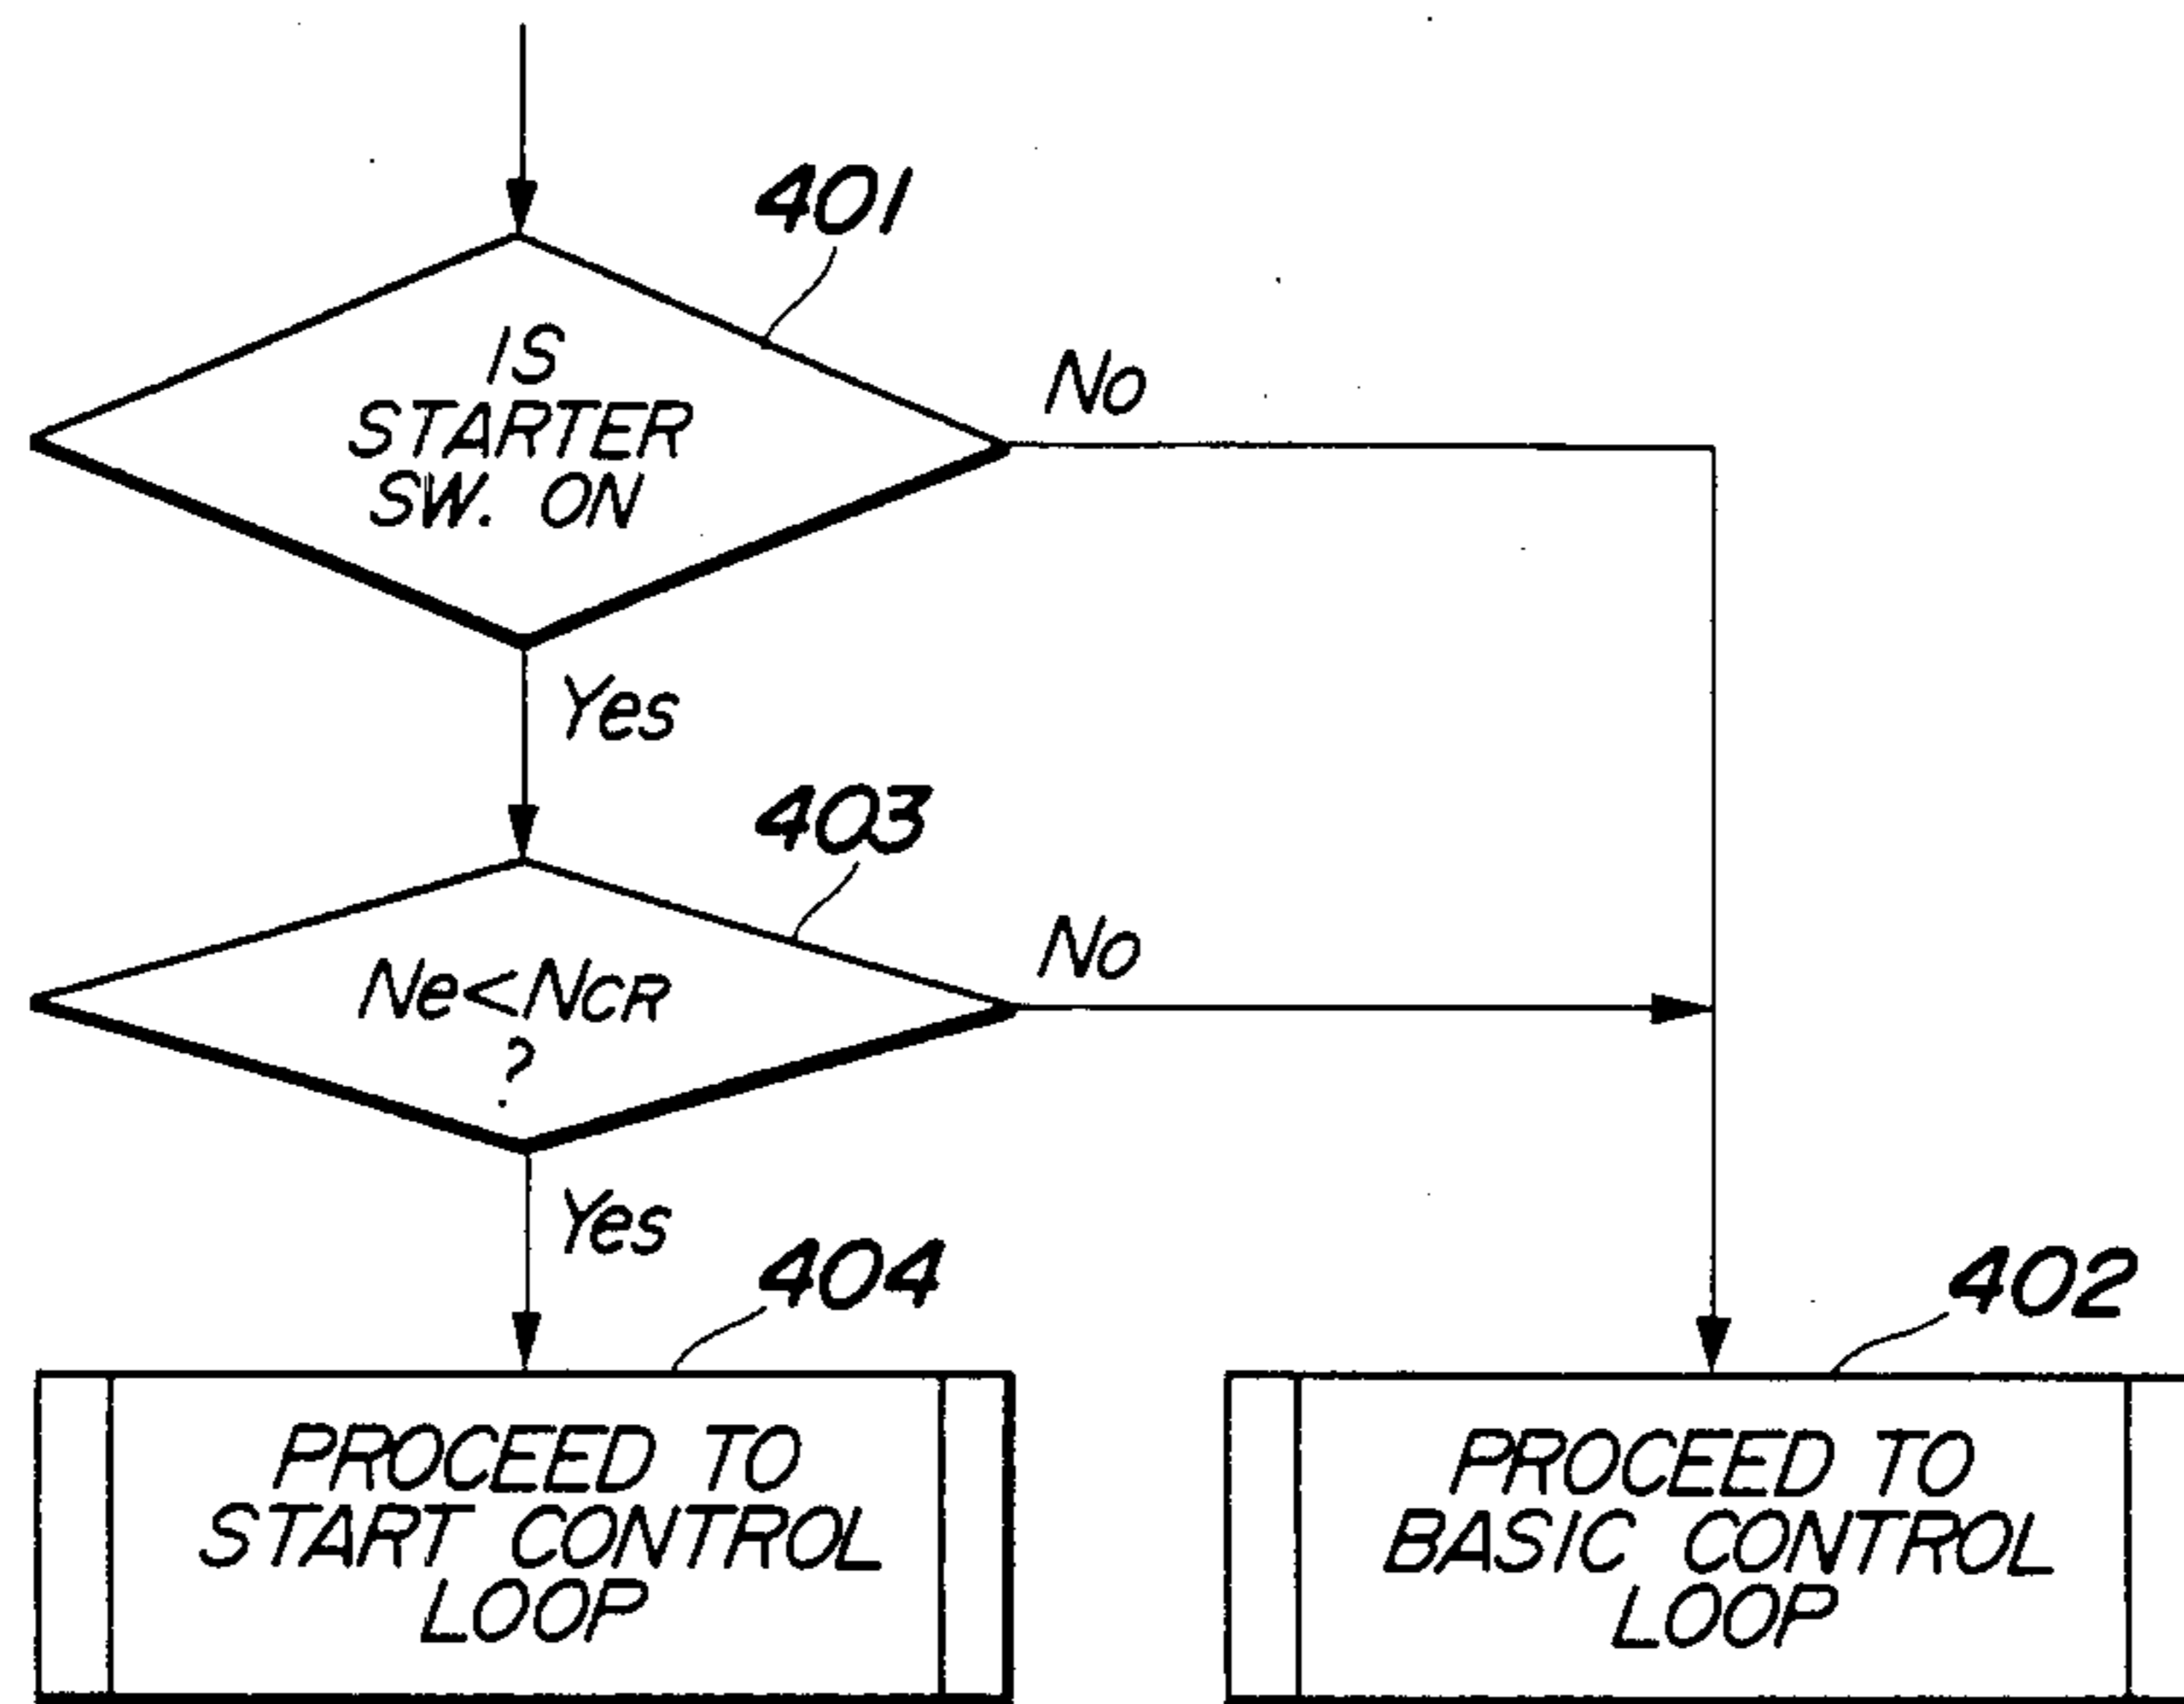 401
IS
STARTER
SW. ON
No
Yes
403
Ne<NCR
?
No
Yes
404
PROCEED TO
START CONTROL
LOOP
402
PROCEED TO
BASIC CONTROL
LOOP